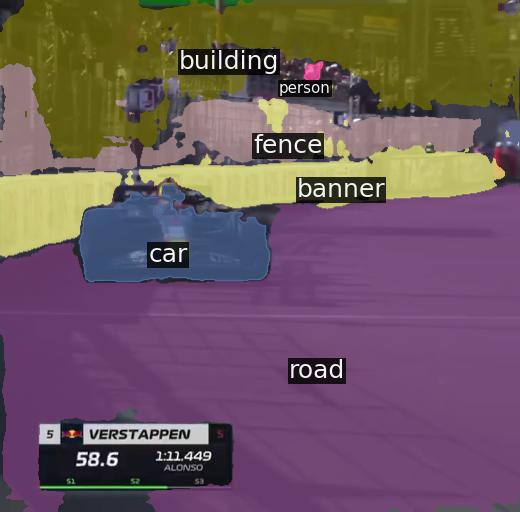 building
person
fence
banner
car
road
5 VERSTAPPEN 5
58.6 1:11.449
ALONSO
S1 S2 S3